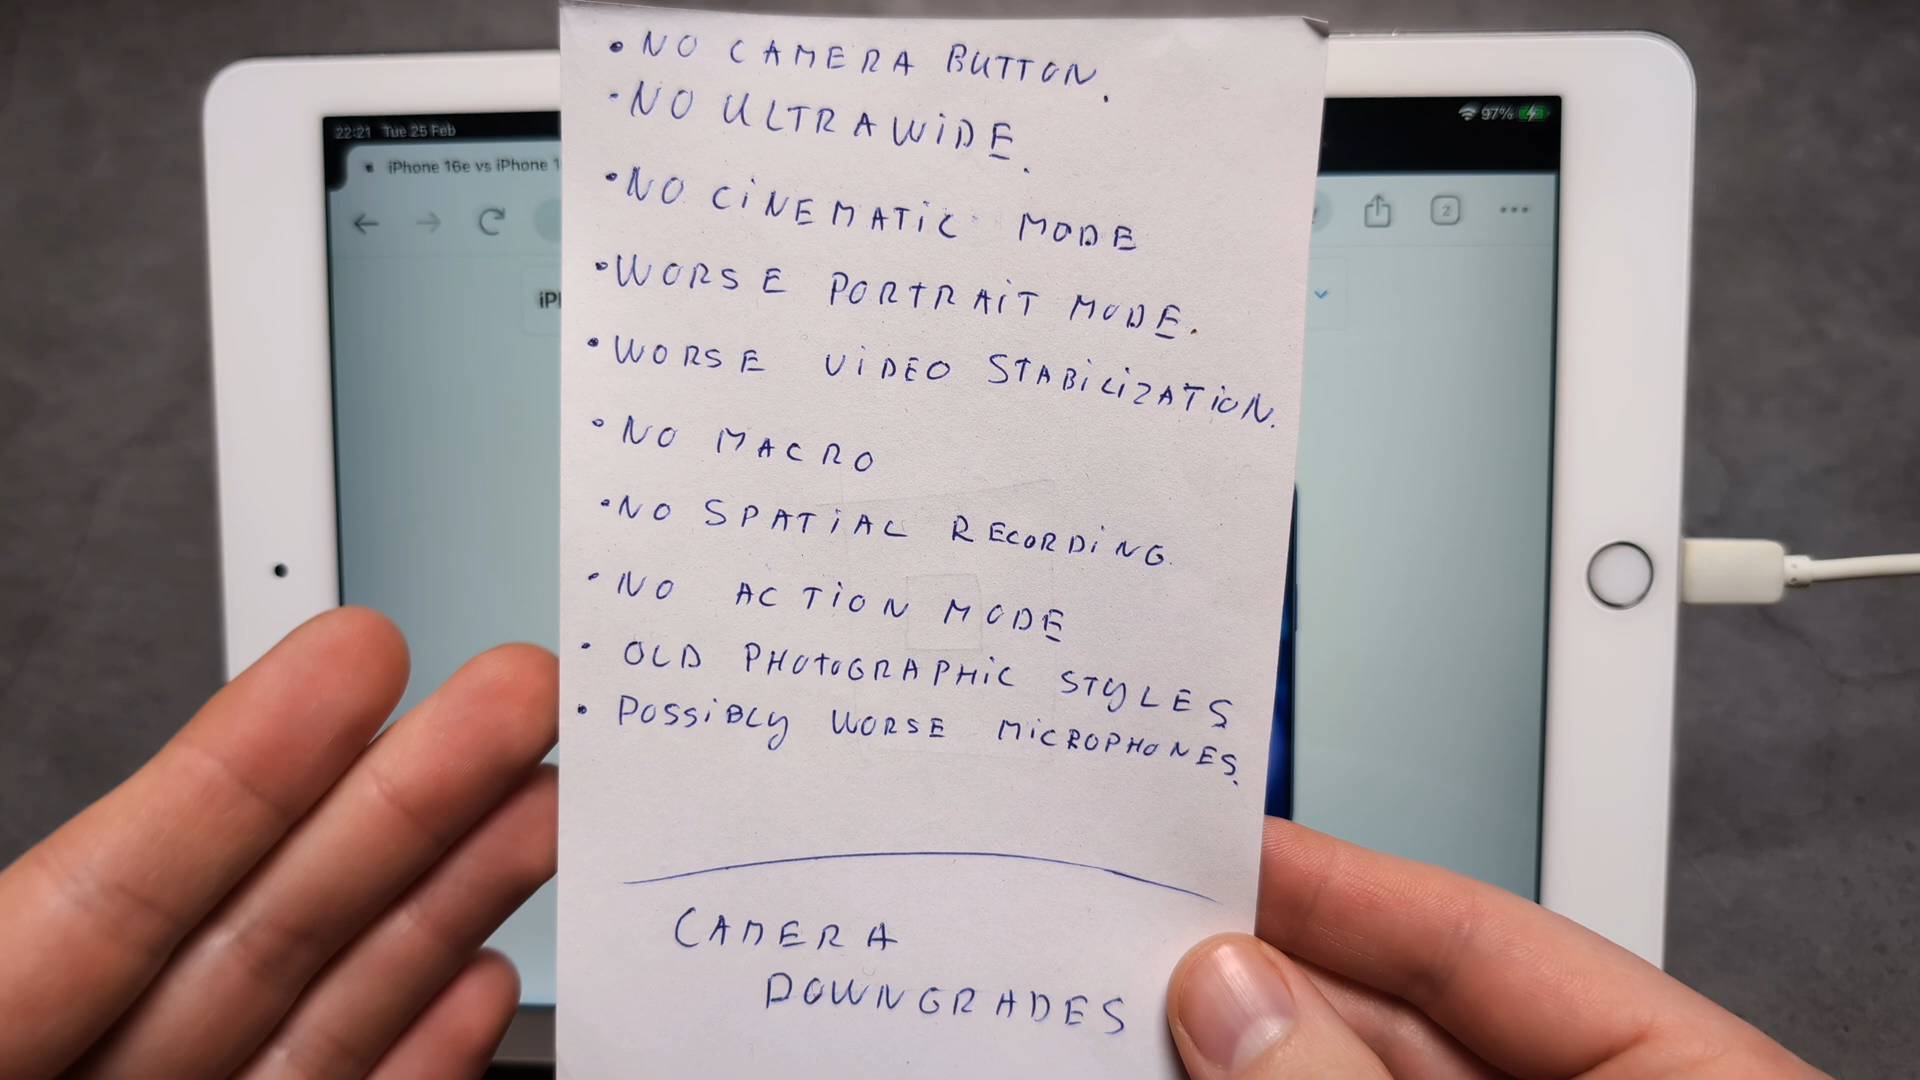 22:21 Tue 25 Feb
97%
iPhone 16e vs iPhone
2
• NO CAMERA BUTTON.
- NO ULTRAWIDE.
• NO CINEMATIC MODE
• WORSE PORTRAIT MODE.
• WORSE VIDEO STABILIZATION.
• NO MACRO
• NO SPATIAL RECORDING.
• NO ACTION MODE
• OLD PHOTOGRAPHIC STYLES
• POSSIBLY WORSE MICROPHONES.
CAMERA
DOWNGRADES